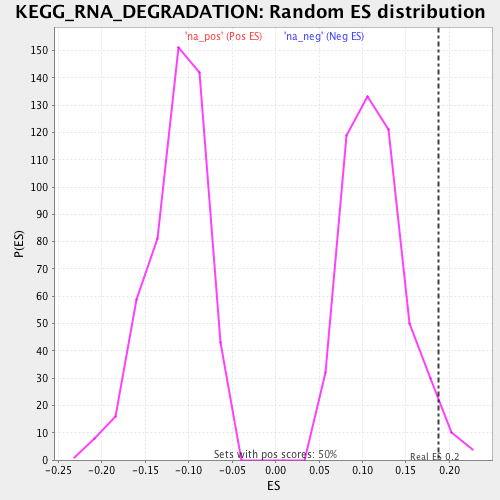 KEGG_RNA_DEGRADATION: Random ES distribution
'na_pos' (Pos ES) 'na_neg' (Neg ES)
150
140
130
120
110
100
90
80
70
60
50
40
30
20
10
0
P(ES)
Sets with pos scores: 50%
Real ES 0.2
-0.25 -0.20 -0.15 -0.10 -0.05 0.00 0.05 0.10 0.15 0.20
ES